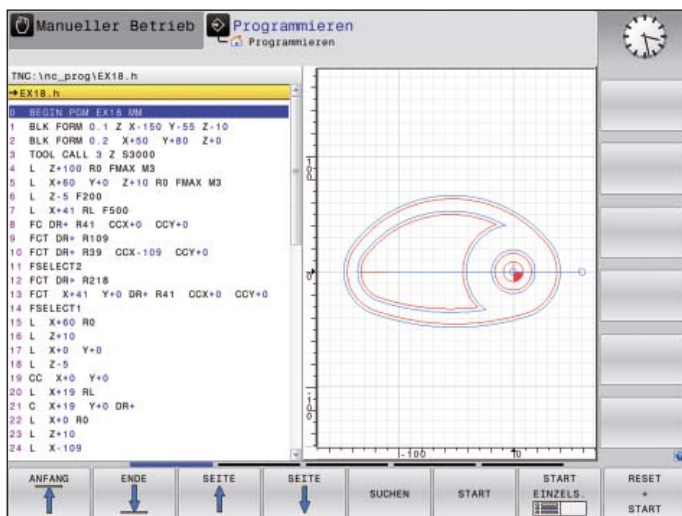 Manueller Betrieb
Programmieren
Programmieren
TNC:\nc_prog\EX18.h
→EX18.h
0 BEGIN PGM EX18 MM
1 BLK FORM 0.1 Z X-150 Y-55 Z-10
2 BLK FORM 0.2 X+50 Y+80 Z+0
3 TOOL CALL 3 Z S3000
4 L Z+100 R0 FMAX M3
5 L X+60 Y+0 Z+10 R0 FMAX M3
6 L Z-5 F200
7 L X+41 RL F500
8 FC DR+ R41 CCX+0 CCY+0
9 FCT DR+ R109
10 FCT DR+ R39 CCX-109 CCY+0
11 FSELECT2
12 FCT DR+ R218
13 FCT X+41 Y+0 DR+ R41 CCX+0 CCY+0
14 FSELECT1
15 L X+60 R0
16 L Z+10
17 L X+0 Y+0
18 L Z-5
19 CC X+0 Y+0
20 L X+19 RL
21 C X+19 Y+0 DR+
22 L X+0 R0
23 L Z+10
24 L X-109
100
0
-100
-100
0
ANFANG
ENDE
SEITE
SEITE
SUCHEN
START
START
EINZELS.
RESET
+
START